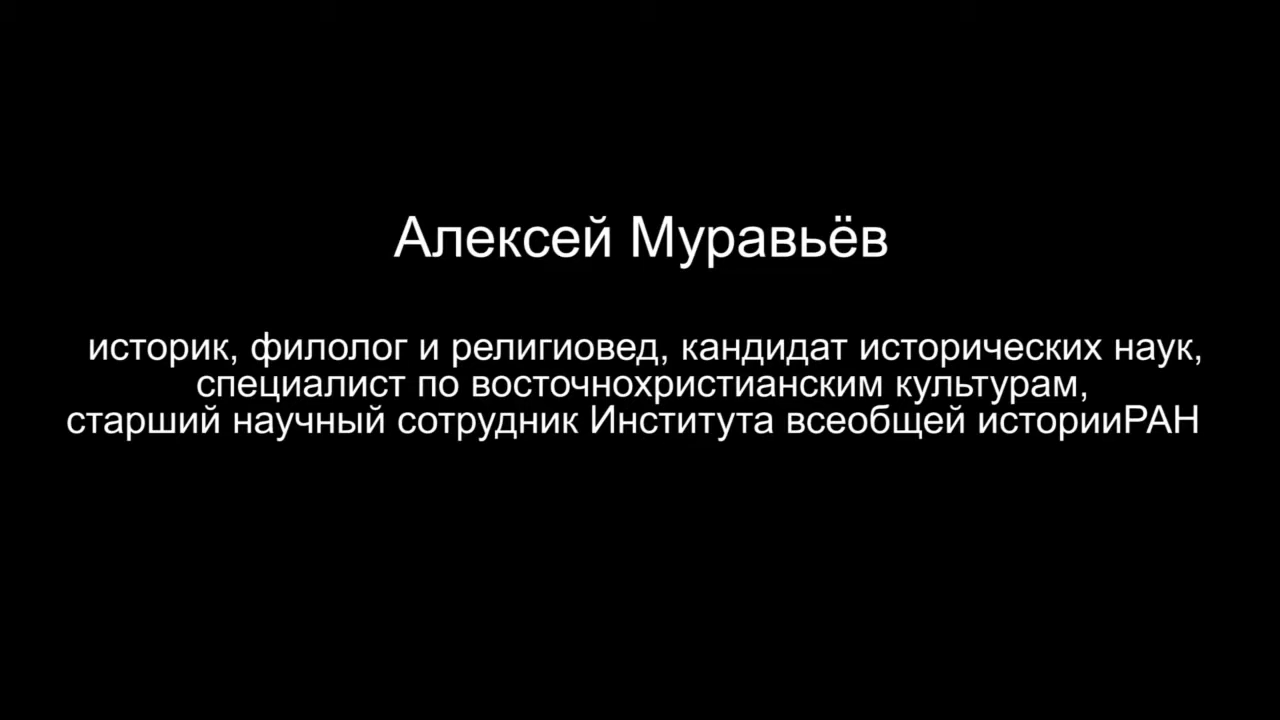 Алексей Муравьёв
историк, филолог и религиовед, кандидат исторических наук,
специалист по восточнохристианским культурам,
старший научный сотрудник Института всеобщей историиРАН